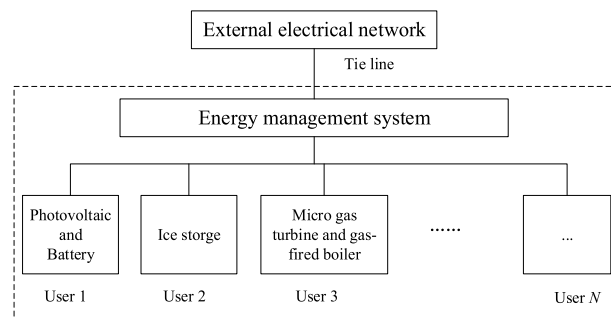 External electrical network
Tie line
Energy management system
Photovoltaic
and
Battery
Ice storge
Micro gas
turbine and gas-
fired boiler
......
...
User 1
User 2
User 3
User N